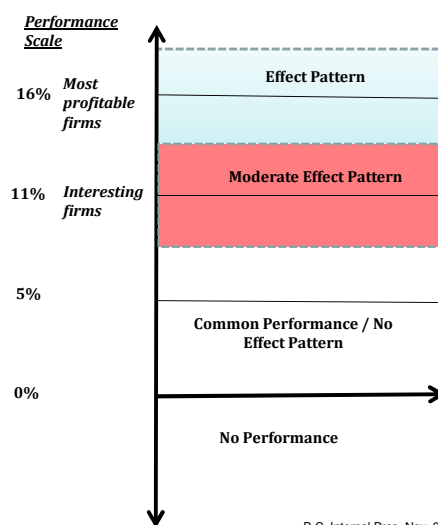 Performance
Scale
Effect Pattern
16%
Most
profitable
firms
Moderate Effect Pattern
11%
Interesting
firms
5%
Common Performance / No
Effect Pattern
0%
No Performance